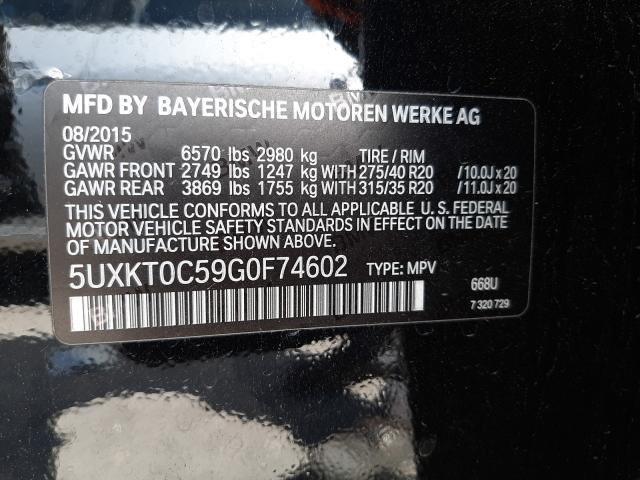 MFD BY BAYERISCHE MOTOREN WERKE AG
08/2015
GVWR 6570 lbs 2980 kg TIRE / RIM
GAWR FRONT 2749 lbs 1247 kg WITH 275/40 R20 /10.0J x 20
GAWR REAR 3869 lbs 1755 kg WITH 315/35 R20 /11.0J x 20
THIS VEHICLE CONFORMS TO ALL APPLICABLE U. S. FEDERAL
MOTOR VEHICLE SAFETY STANDARDS IN EFFECT ON THE DATE
OF MANUFACTURE SHOWN ABOVE.
5UXKT0C59G0F74602 TYPE: MPV 668U
7 320 729